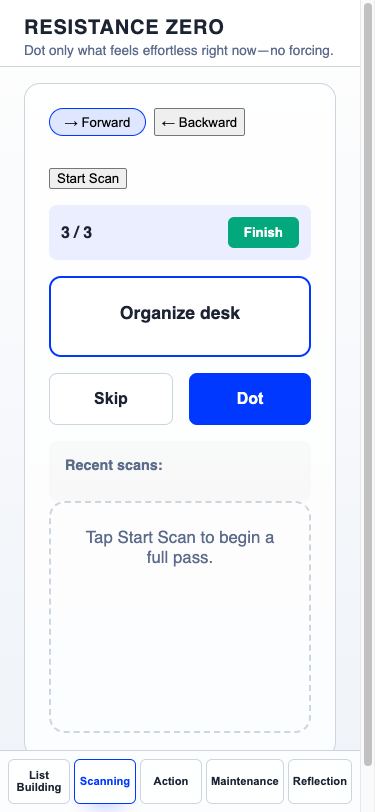 RESISTANCE ZERO
Dot only what feels effortless right now—no forcing.
→ Forward
← Backward
Start Scan
3 / 3
Finish
Organize desk
Skip
Dot
Recent scans:
Tap Start Scan to begin a
full pass.
List
Building
Scanning
Action
Maintenance
Reflection